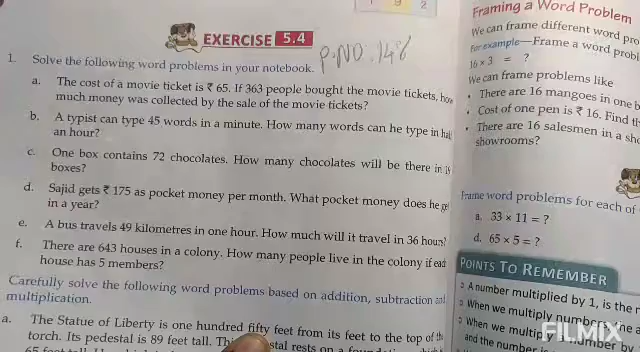 9 2
EXERCISE 5.4
P.NO. 148
1. Solve the following word problems in your notebook.
a. The cost of a movie ticket is ₹ 65. If 363 people bought the movie tickets, how
much money was collected by the sale of the movie tickets?
b. A typist can type 45 words in a minute. How many words can he type in half
an hour?
c. One box contains 72 chocolates. How many chocolates will be there in
boxes?
d. Sajid gets ₹ 175 as pocket money per month. What pocket money does he
in a year?
e. A bus travels 49 kilometres in one hour. How much will it travel in 36 hours?
f. There are 643 houses in a colony. How many people live in the colony if each
house has 5 members?
Carefully solve the following word problems based on addition, subtraction and
multiplication.
a. The Statue of Liberty is one hundred fifty feet from its feet to the top of
torch. Its pedestal is 89 feet tall. rests on a
Framing a Word Problem
We can frame different word
For example—Frame a word
16 × 3 = ?
We can frame problems like
• There are 16 mangoes in one
• Cost of one pen is ₹ 16. Find
• There are 16 salesmen in a
showrooms?
Frame word problems for each of
a. 33 × 11 = ?
d. 65 × 5 = ?
POINTS TO REMEMBER
A number multiplied by 1, is the
When we multiply
When we multiply number by
and the number
FILMIX